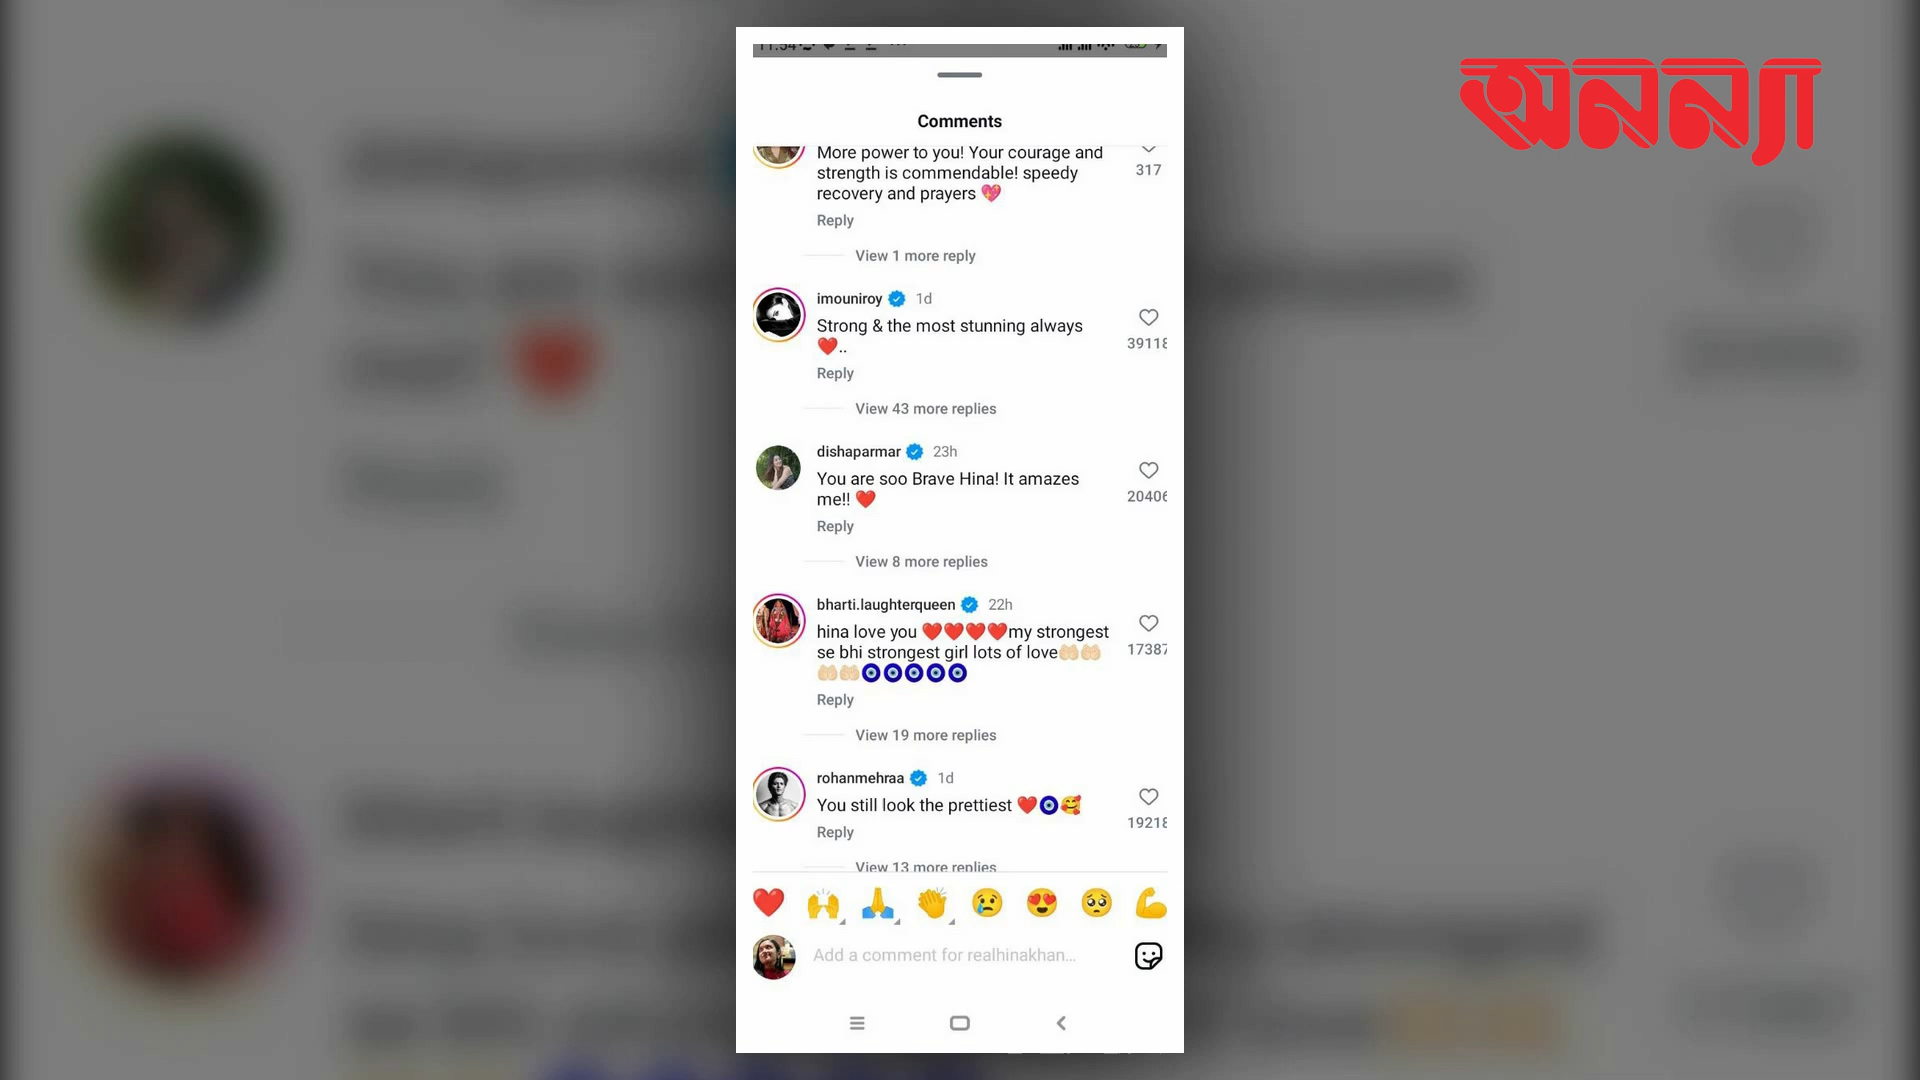 অনন্যা
Comments
More power to you! Your courage and
strength is commendable! speedy
recovery and prayers 💖
317
Reply
View 1 more reply
imouniroy 1d
Strong & the most stunning always
❤️..
39118
Reply
View 43 more replies
dishaparmar 23h
You are soo Brave Hina! It amazes
me!! ❤️
20406
Reply
View 8 more replies
bharti.laughterqueen 22h
hina love you ❤️❤️❤️❤️my strongest
se bhi strongest girl lots of love🤲🏻🤲🏻
🤲🏻🤲🏻🧿🧿🧿🧿🧿
17387
Reply
View 19 more replies
rohanmehraa 1d
You still look the prettiest ❤️🧿🥰
19218
Reply
View 13 more replies
Add a comment for realhinakhan...